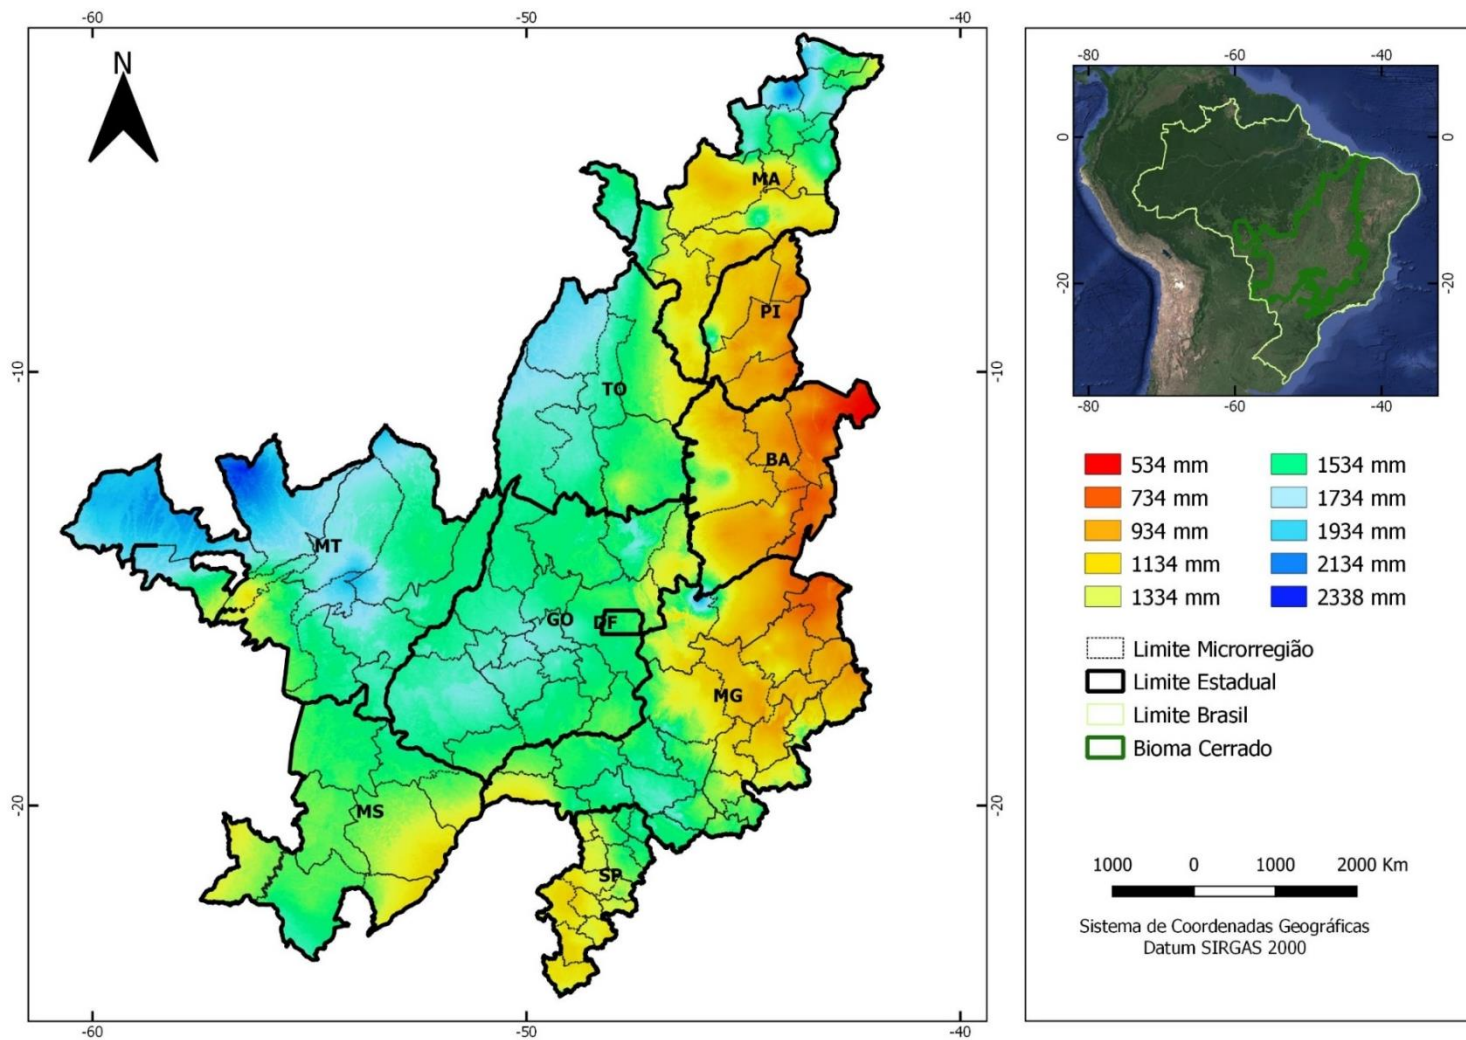 -60
-50
-40
N
-10
-20
-10
-20
MA
PI
TO
BA
MT
GO
DF
MG
MS
SP
-60
-50
-40
-80
-60
-40
0
-20
0
-20
-80
-60
-40
534 mm
734 mm
934 mm
1134 mm
1334 mm
1534 mm
1734 mm
1934 mm
2134 mm
2338 mm
Limite Microrregião
Limite Estadual
Limite Brasil
Bioma Cerrado
1000 0 1000 2000 Km
Sistema de Coordenadas Geográficas
Datum SIRGAS 2000